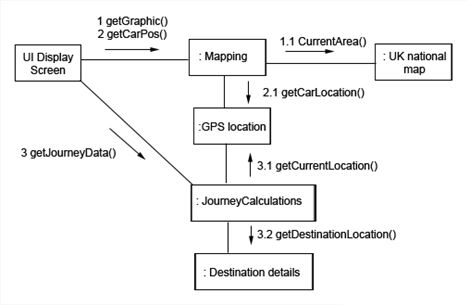 1 getGraphic()
2 getCarPos()
1.1 CurrentArea()
UI Display
Screen
: Mapping
: UK national
map
2.1 getCarLocation()
:GPS location
3 getJourneyData()
3.1 getCurrentLocation()
: JourneyCalculations
3.2 getDestinationLocation()
: Destination details